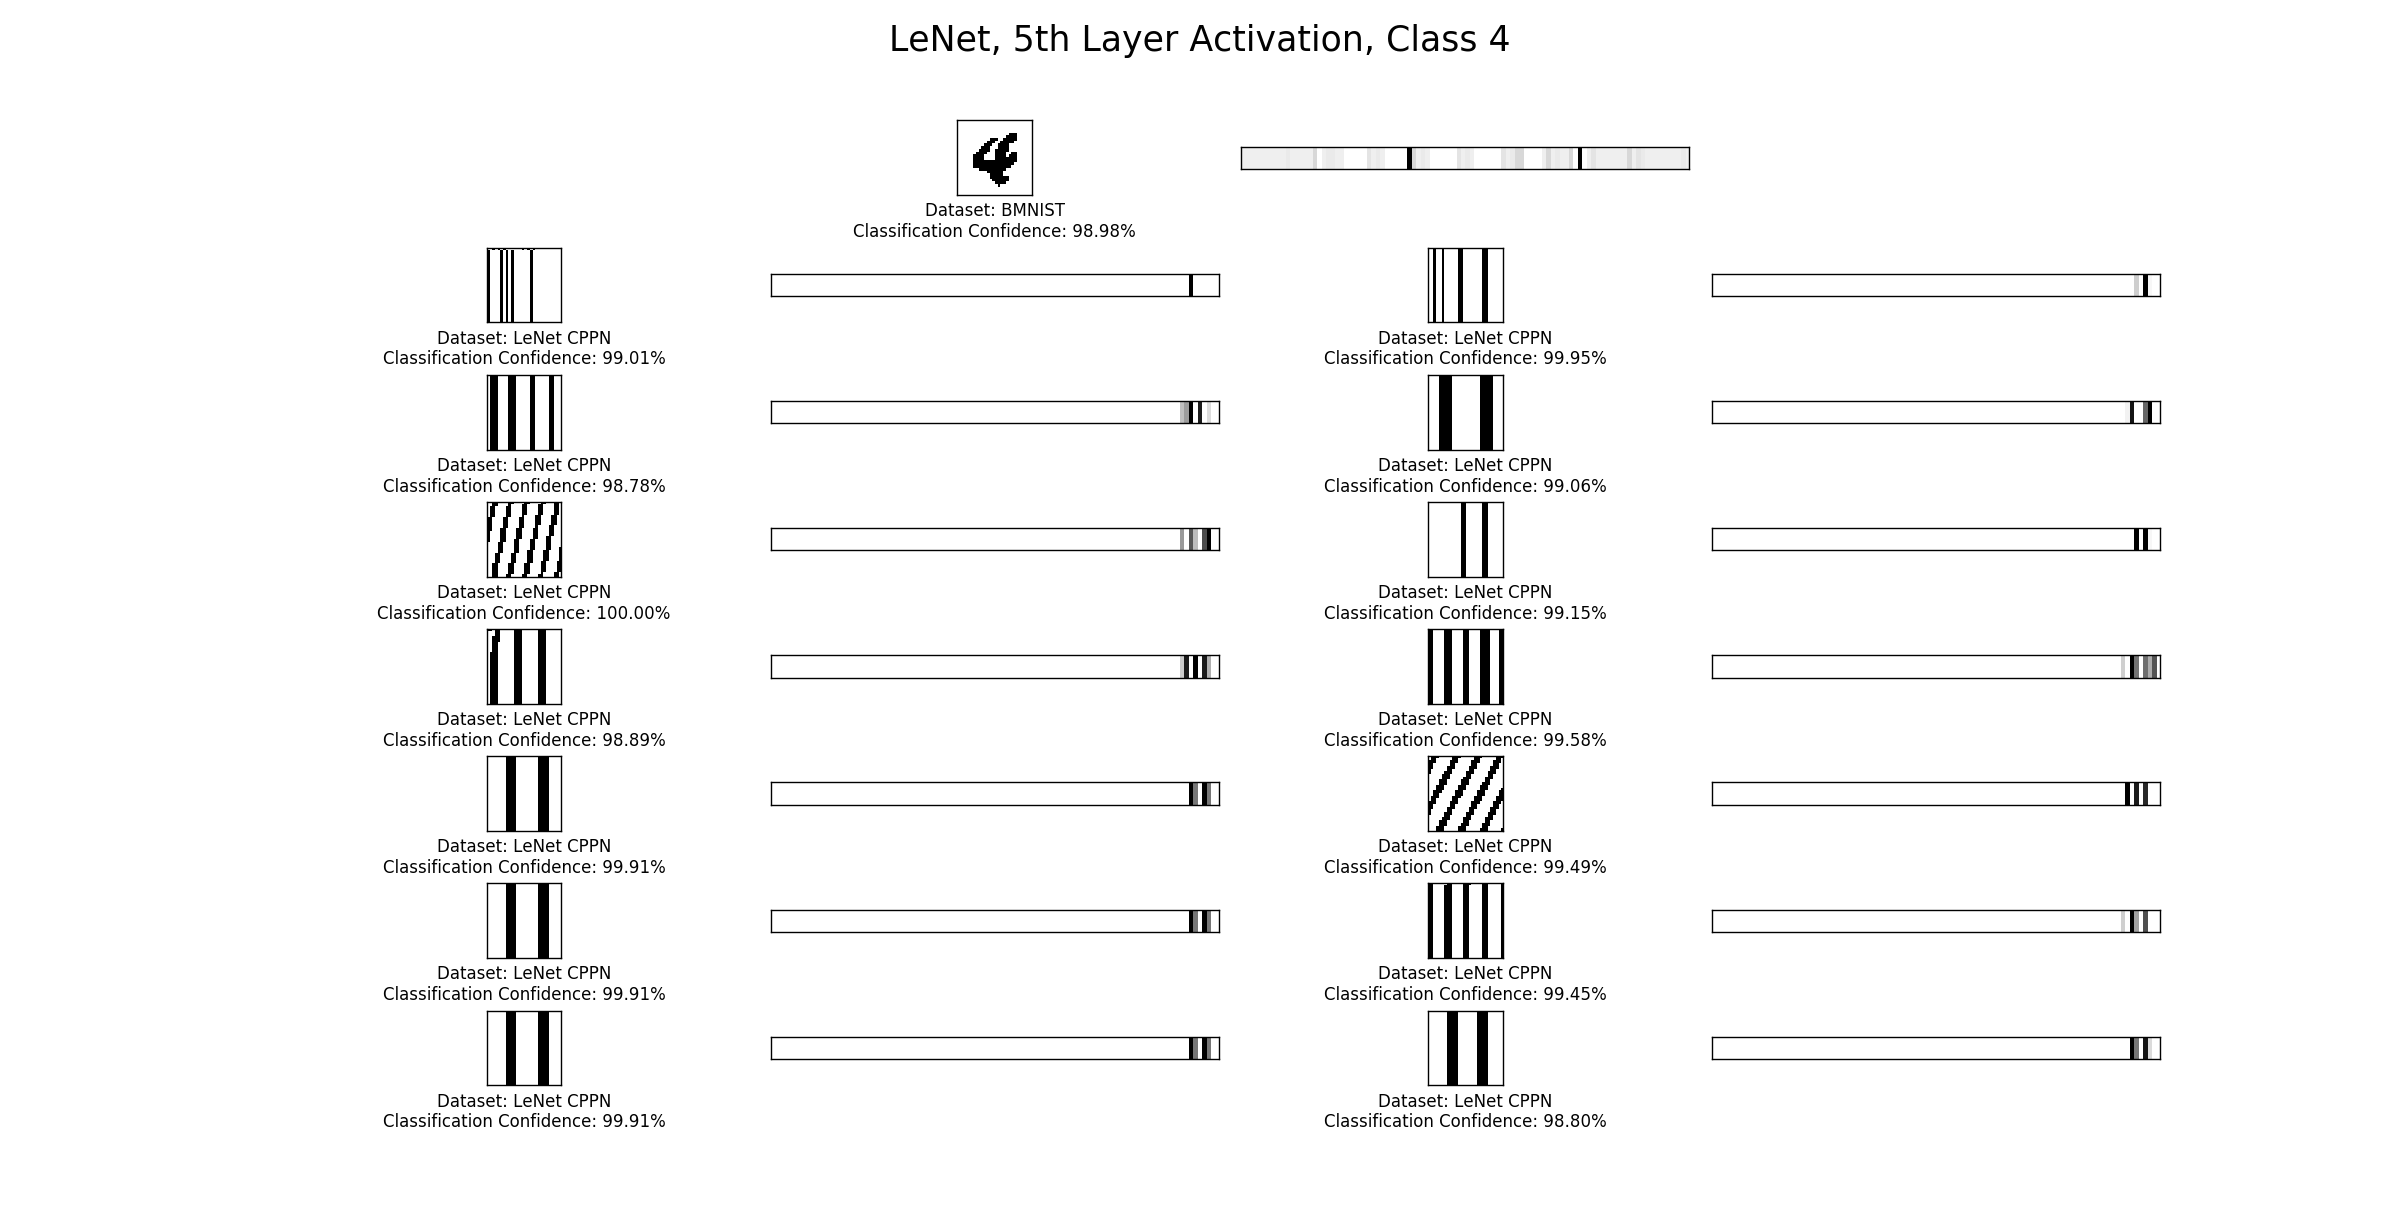 LeNet, 5th Layer Activation, Class 4
Dataset: BMNIST
Classification Confidence: 98.98%
Dataset: LeNet CPPN
Classification Confidence: 99.01%
Dataset: LeNet CPPN
Classification Confidence: 99.95%
Dataset: LeNet CPPN
Classification Confidence: 98.78%
Dataset: LeNet CPPN
Classification Confidence: 99.06%
Dataset: LeNet CPPN
Classification Confidence: 100.00%
Dataset: LeNet CPPN
Classification Confidence: 99.15%
Dataset: LeNet CPPN
Classification Confidence: 98.89%
Dataset: LeNet CPPN
Classification Confidence: 99.58%
Dataset: LeNet CPPN
Classification Confidence: 99.91%
Dataset: LeNet CPPN
Classification Confidence: 99.49%
Dataset: LeNet CPPN
Classification Confidence: 99.91%
Dataset: LeNet CPPN
Classification Confidence: 99.45%
Dataset: LeNet CPPN
Classification Confidence: 99.91%
Dataset: LeNet CPPN
Classification Confidence: 98.80%